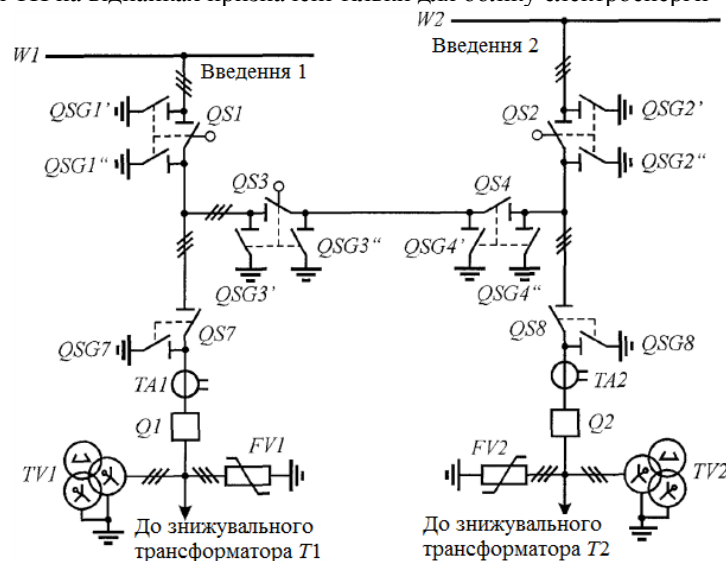 W2
W1
Введення 2
Введення 1
QSG1’
QS1
QS2
QSG2’
QSG1“
QSG2“
QS3
QS4
QSG3“
QSG4’
QSG3’
QSG4“
QS7
QS8
QSG7
QSG8
TA1
TA2
Q1
Q2
FV1
FV2
TV1
TV2
До знижувального
трансформатора T1
До знижувального
трансформатора T2